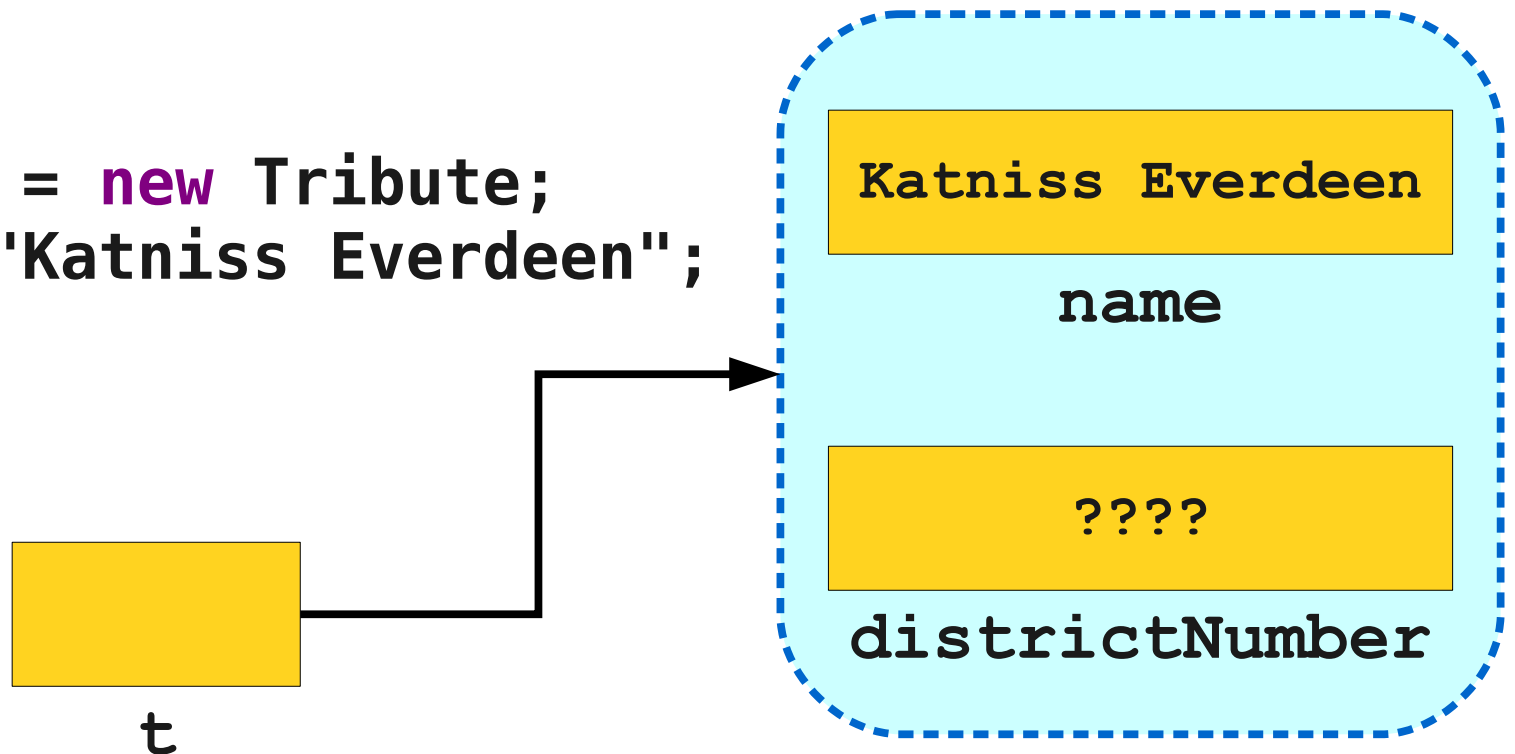 = new Tribute;
"Katniss Everdeen";
Katniss Everdeen
name
????
districtNumber
t